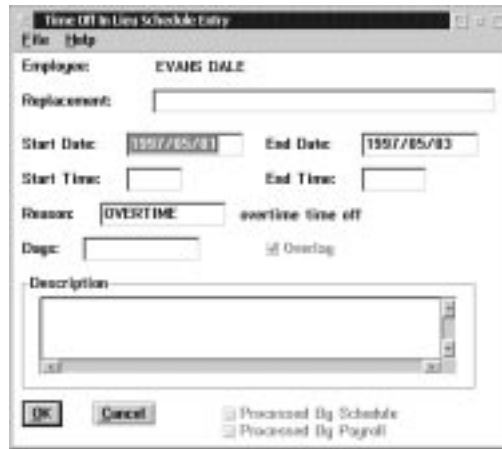 Time Off In Lieu Schedule Entry
File Help
Employee: EVANS DALE
Replacement:
Start Date: 1997/05/01 End Date: 1997/05/03
Start Time: End Time:
Reason: OVERTIME overtime time off
Days: Overlay
Description
OK Cancel
Processed By Schedule
Processed By Payroll